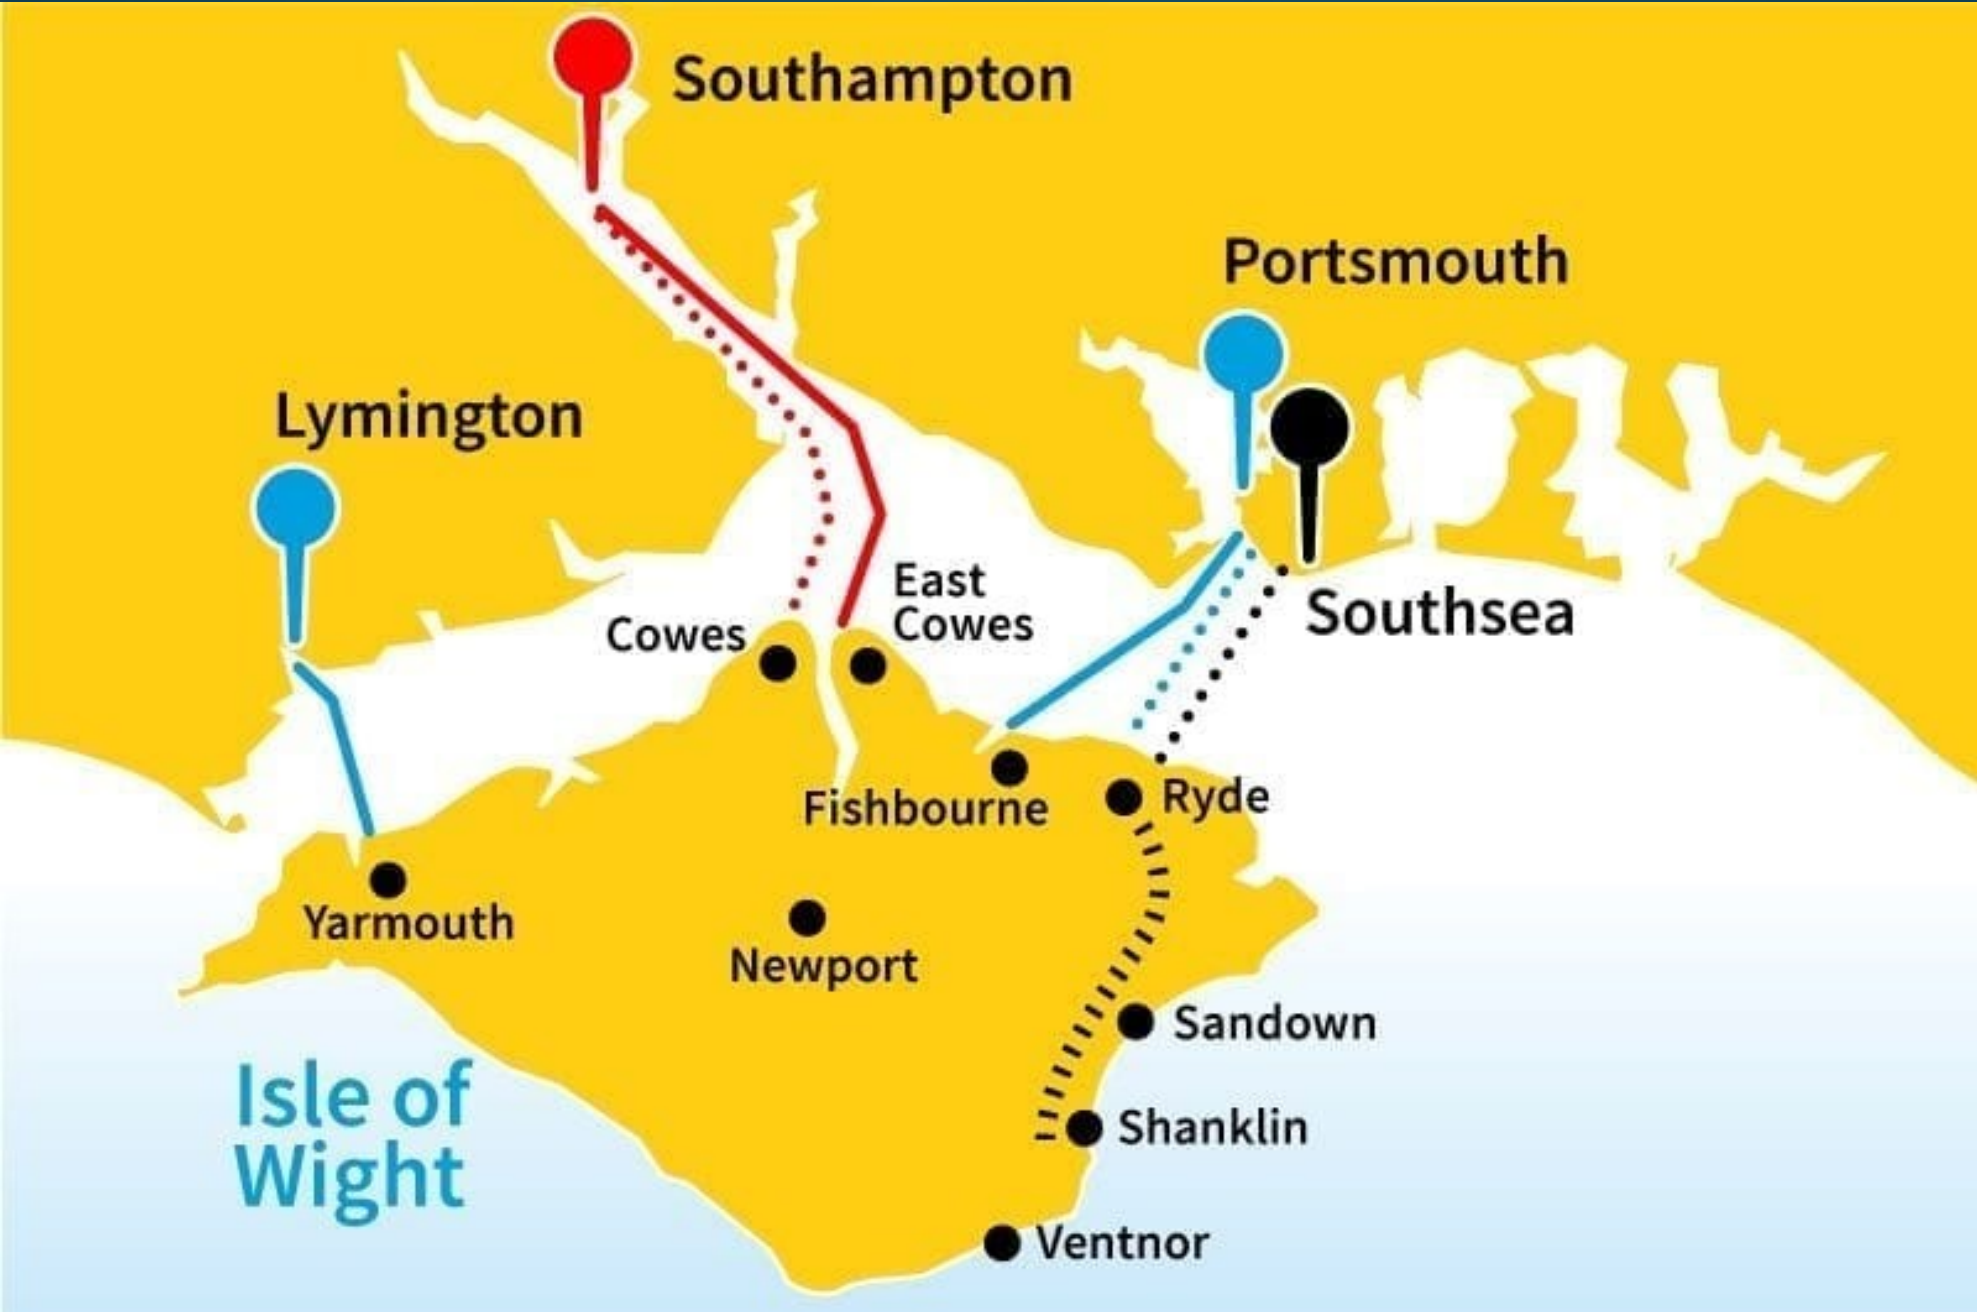 Southampton
Portsmouth
Lymington
East
Cowes
Cowes
Southsea
Fishbourne
Ryde
Yarmouth
Newport
Sandown
Isle of
Wight
Shanklin
Ventnor